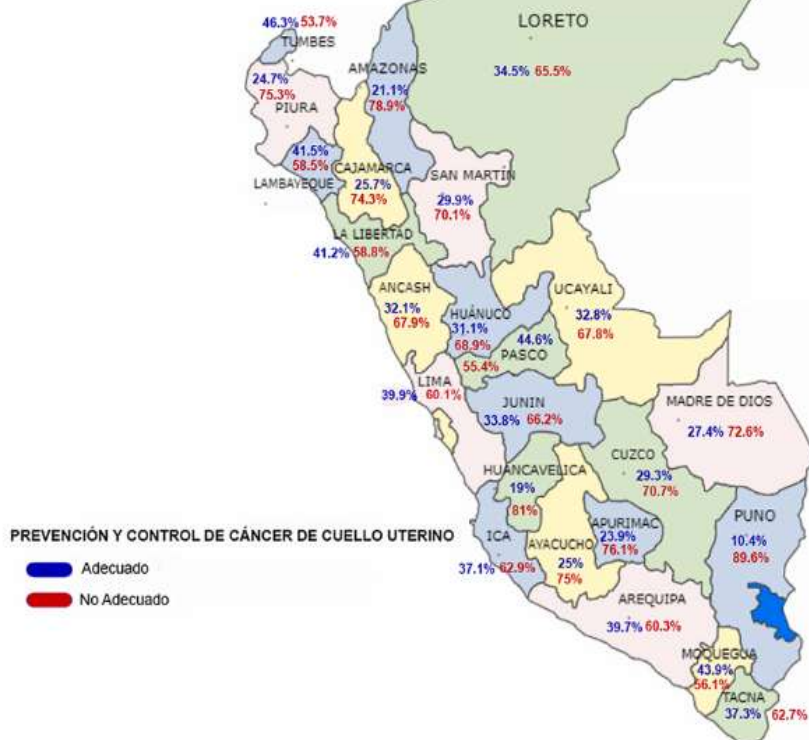 46.3% 53.7%
TUMBES
LORETO
34.5% 65.5%
AMAZONAS
21.1%
78.9%
24.7%
75.3%
PIURA
41.5%
58.5%
LAMBAYEQUE
CAJAMARCA
25.7%
74.3%
SAN MARTÍN
29.9%
70.1%
LA LIBERTAD
41.2% 58.8%
ANCASH
32.1%
67.9%
HUÁNUCO
31.1%
68.9%
UCAYALI
32.8%
67.8%
44.6%
PASCO
55.4%
LIMA
39.9% 60.1%
JUNIN
33.8% 66.2%
MADRE DE DIOS
27.4% 72.6%
CUZCO
29.3%
70.7%
HUANCAVELICA
19%
81%
PUNO
10.4%
89.6%
APURIMAC
23.9%
76.1%
ICA
37.1% 62.9%
AYACUCHO
25%
75%
AREQUIPA
39.7% 60.3%
MOQUEGUA
43.9%
56.1%
TACNA
37.3% 62.7%
PREVENCIÓN Y CONTROL DE CÁNCER DE CUELLO UTERINO
Adecuado
No Adecuado